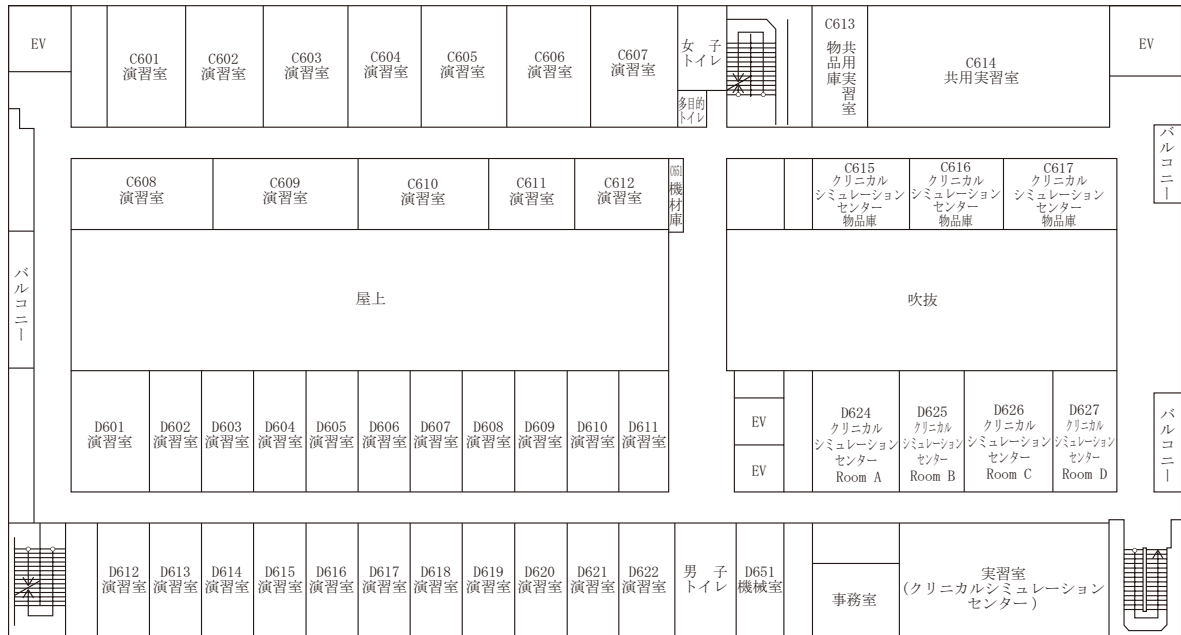 EV
C601
演習室
C602
演習室
C603
演習室
C604
演習室
C605
演習室
C606
演習室
C607
演習室
女 子
トイレ
多目的
トイレ
C613
共用実習室
物品庫
C614
共用実習室
EV
バルコニー
C608
演習室
C609
演習室
C610
演習室
C611
演習室
C612
演習室
C651
機材庫
C615
クリニカル
シミュレーション
センター
物品庫
C616
クリニカル
シミュレーション
センター
物品庫
C617
クリニカル
シミュレーション
センター
物品庫
バルコニー
屋上
吹抜
D601
演習室
D602
演習室
D603
演習室
D604
演習室
D605
演習室
D606
演習室
D607
演習室
D608
演習室
D609
演習室
D610
演習室
D611
演習室
EV
EV
D624
クリニカル
シミュレーション
センター
Room A
D625
クリニカル
シミュレーション
センター
Room B
D626
クリニカル
シミュレーション
センター
Room C
D627
クリニカル
シミュレーション
センター
Room D
バルコニー
D612
演習室
D613
演習室
D614
演習室
D615
演習室
D616
演習室
D617
演習室
D618
演習室
D619
演習室
D620
演習室
D621
演習室
D622
演習室
男 子
トイレ
D651
機械室
事務室
実習室
(クリニカルシミュレーション
センター)